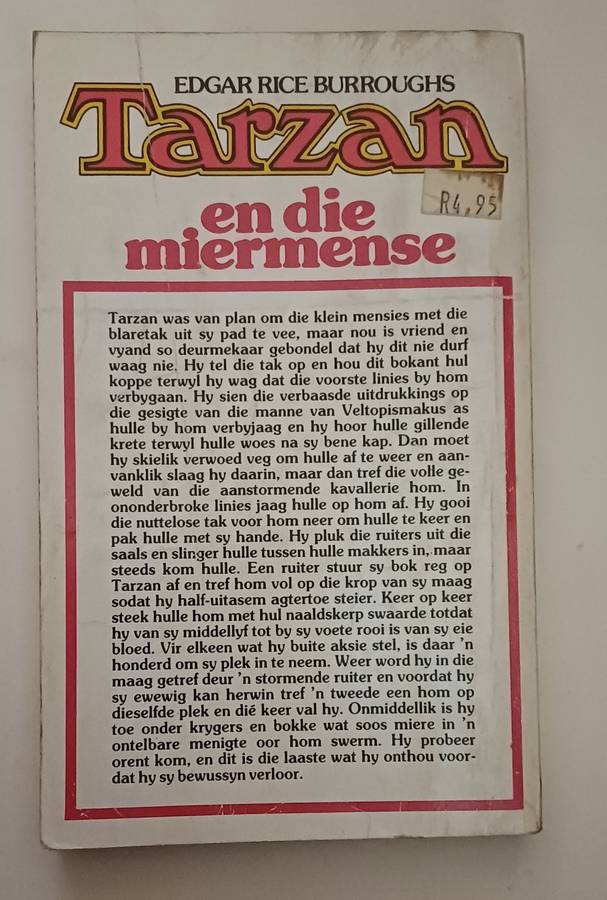 EDGAR RICE BURROUGHS
Tarzan
R4,95
en die
miermense
Tarzan was van plan om die klein mensies met die
blaretak uit sy pad te vee, maar nou is vriend en
vyand so deurmekaar gebondel dat hy dit nie durf
waag nie. Hy tel die tak op en hou dit bokant hul
koppe terwyl hy wag dat die voorste linies by hom
verbygaan. Hy sien die verbaasde uitdrukkings op
die gesigte van die manne van Veltopismakus as
hulle by hom verbyjaag en hy hoor hulle gillende
krete terwyl hulle woes na sy bene kap. Dan moet
hy skielik verwoed veg om hulle af te weer en aan-
vanklik slaag hy daarin, maar dan tref die volle ge-
weld van die aanstormende kavallerie hom. In
ononderbroke linies jaag hulle op hom af. Hy gooi
die nuttelose tak voor hom neer om hulle te keer en
pak hulle met sy hande. Hy pluk die ruiters uit die
saals en slinger hulle tussen hulle makkers in, maar
steeds kom hulle. Een ruiter stuur sy bok reg op
Tarzan af en tref hom vol op die krop van sy maag
sodat hy half-uitasem agtertoe steier. Keer op keer
steek hulle hom met hul naaldskerp swaarde totdat
hy van sy middellyf tot by sy voete rooi is van sy eie
bloed. Vir elkeen wat hy buite aksie stel, is daar 'n
honderd om sy plek in te neem. Weer word hy in die
maag getref deur 'n stormende ruiter en voordat hy
sy ewewig kan herwin tref 'n tweede een hom op
dieselfde plek en dié keer val hy. Onmiddellik is hy
toe onder krygers en bokke wat soos miere in 'n
ontelbare menigte oor hom swerm. Hy probeer
orent kom, en dit is die laaste wat hy onthou voor-
dat hy sy bewussyn verloor.